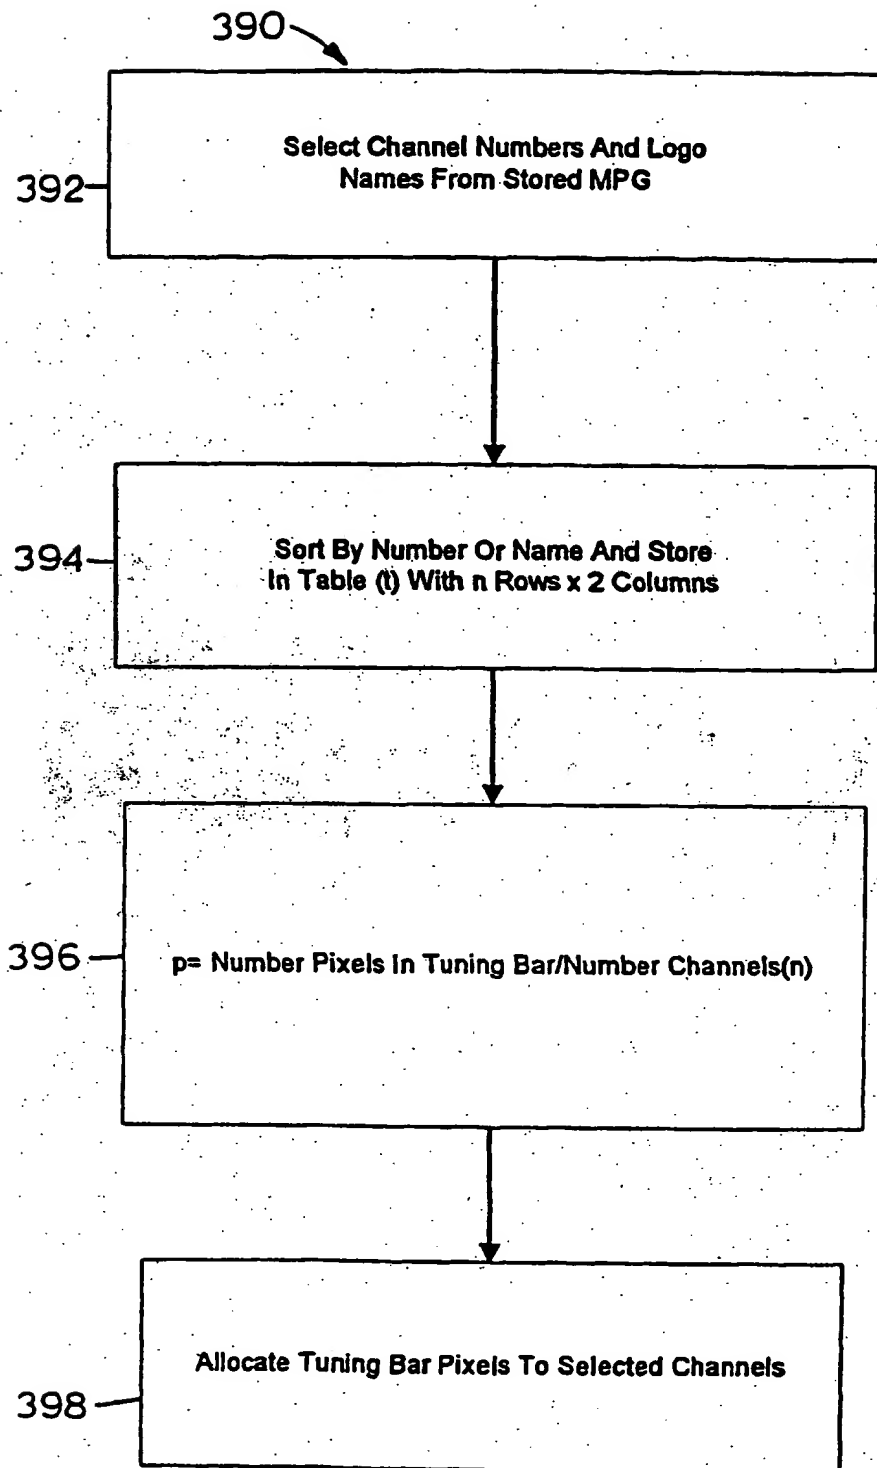 390
Select Channel Numbers And Logo
Names From Stored MPG
392
Sort By Number Or Name And Store
In Table (t) With n Rows x 2 Columns
394
p= Number Pixels In Tuning Bar/Number Channels(n)
396
Allocate Tuning Bar Pixels To Selected Channels
398